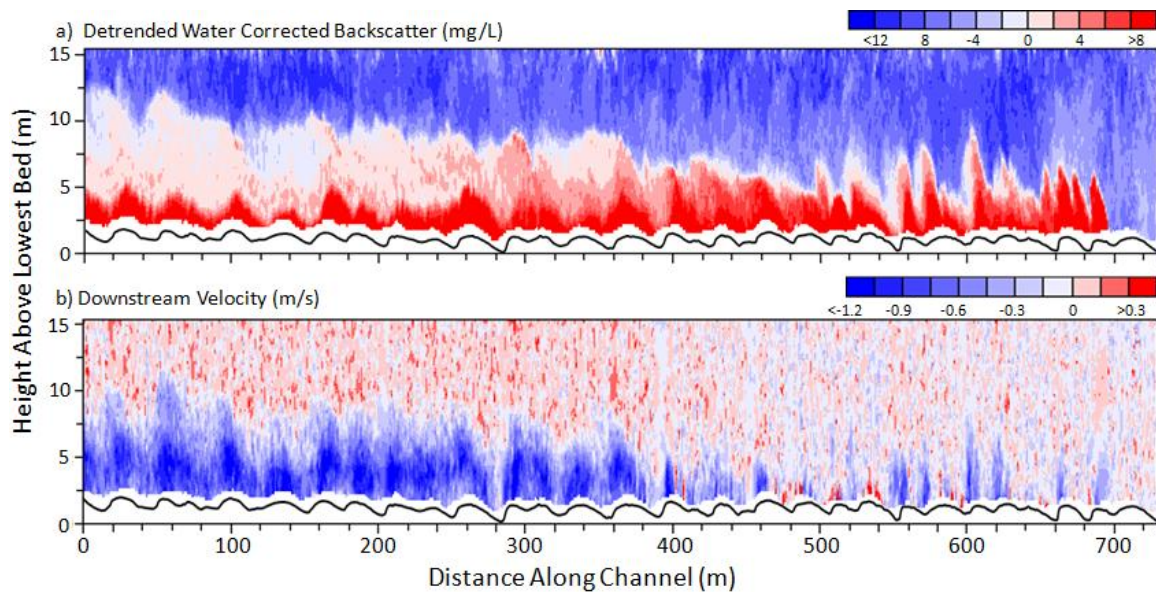 a) Detrended Water Corrected Backscatter (mg/L)
<12 8 -4 0 4 >8
15
10
5
0
b) Downstream Velocity (m/s)
<-1.2 -0.9 -0.6 -0.3 0 >0.3
15
10
5
0
0 100 200 300 400 500 600 700
Distance Along Channel (m)
Height Above Lowest Bed (m)